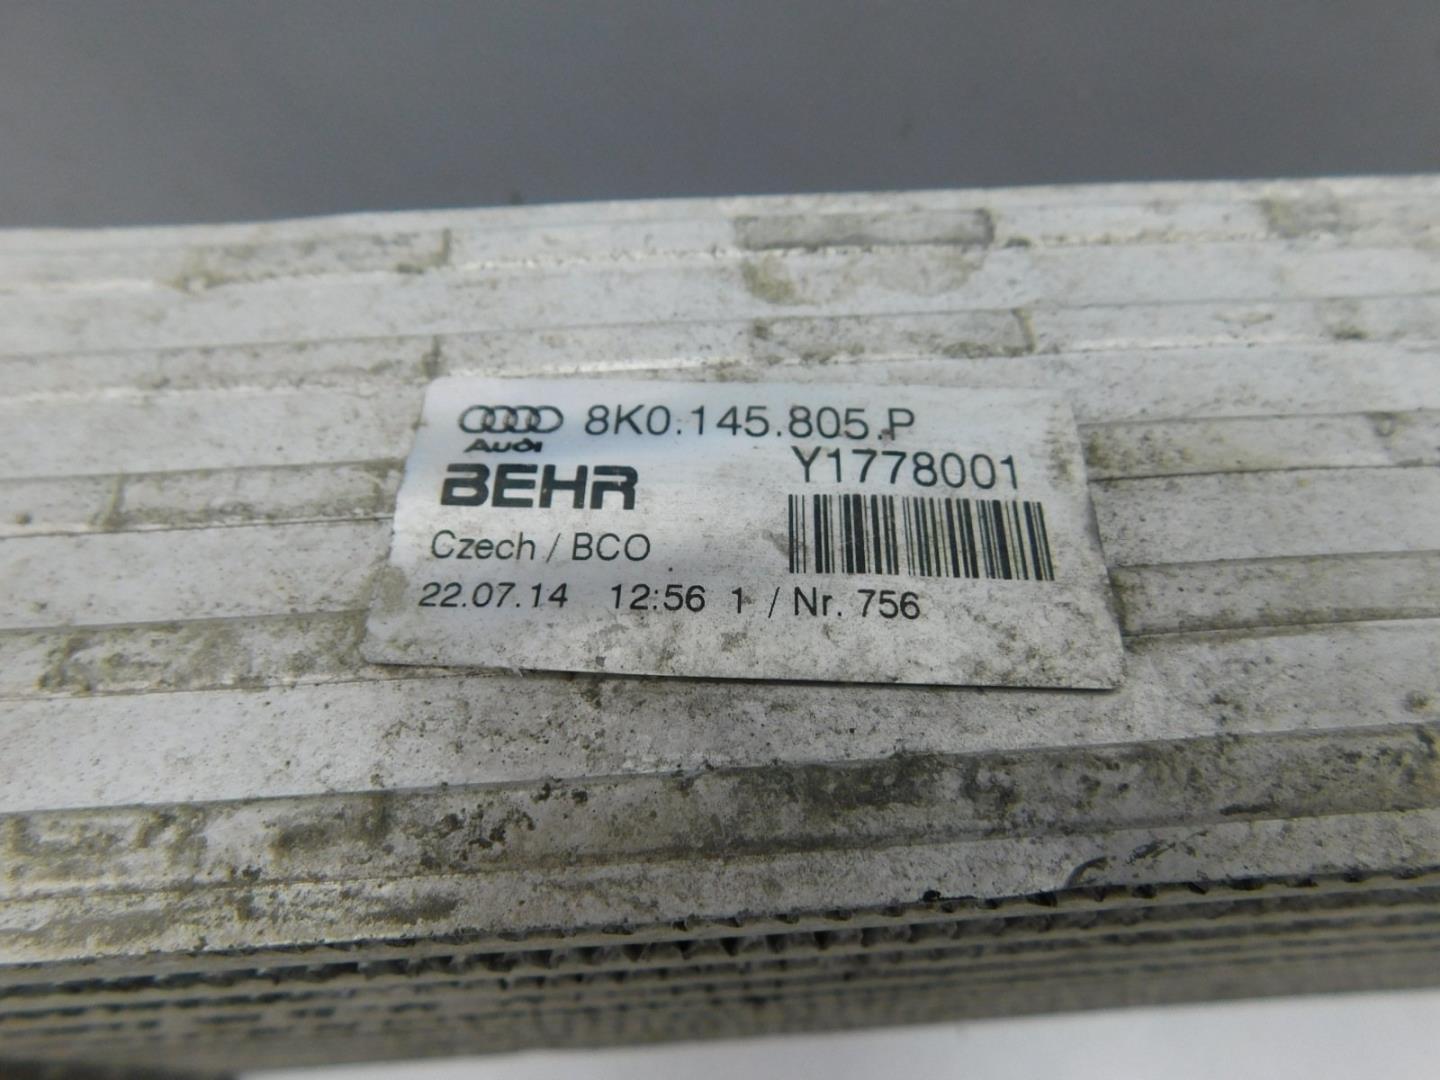 Audi 8K0.145.805.P
BEHR Y1778001
Czech / BCO
22.07.14 12:56 1 / Nr. 756